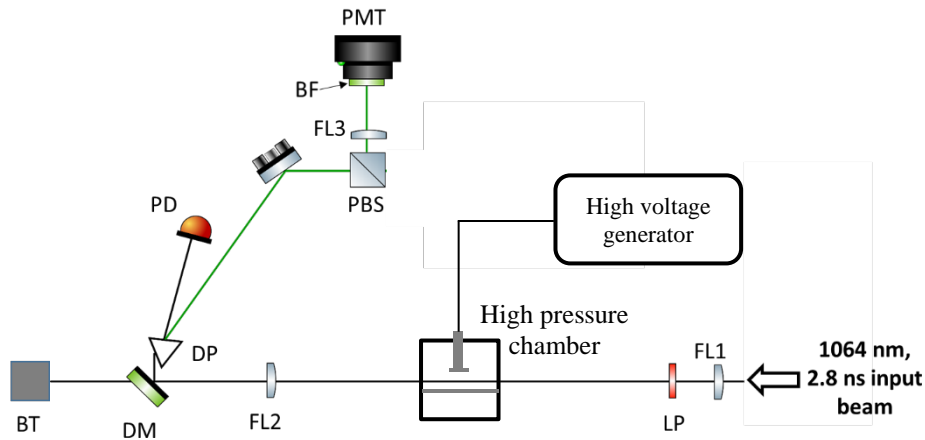 PMT
BF
FL3
PBS
PD
High voltage
generator
High pressure
chamber
DP
FL1
1064 nm,
2.8 ns input
beam
BT
DM
FL2
LP